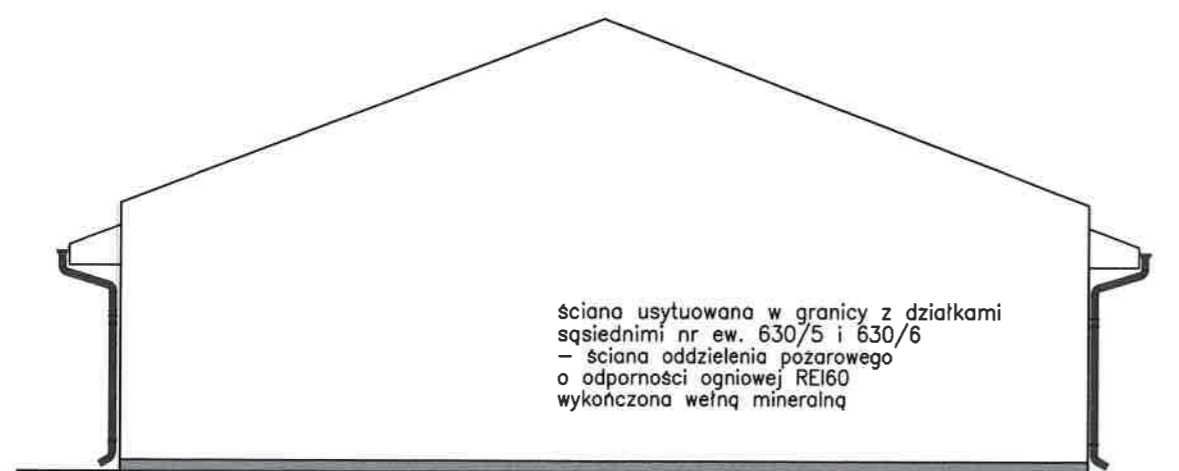 ściana usytuowana w granicy z działkami
sąsiednimi nr ew. 630/5 i 630/6
– ściana oddzielenia pożarowego
o odporności ogniowej REI60
wykończona wełną mineralną